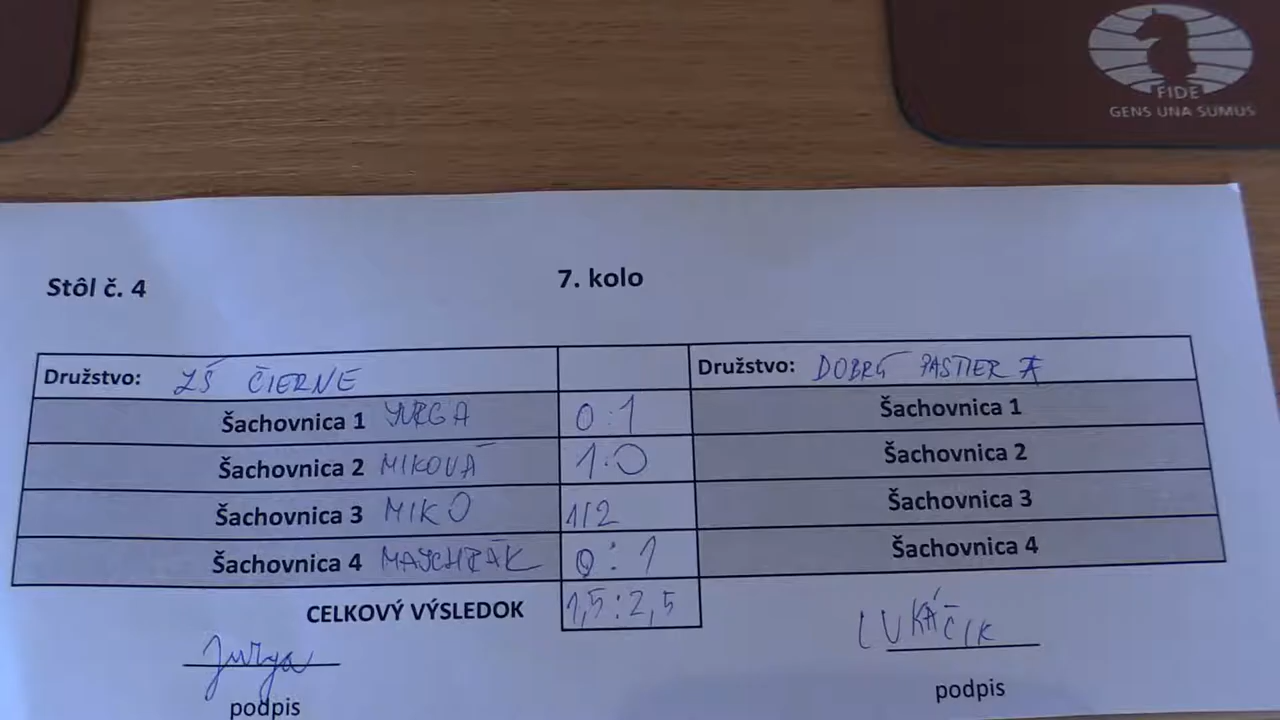 FIDE
GENS UNA SUMUS
Stôl č. 4 7. kolo
Družstvo: ZŠ ČIERNE Družstvo: DOBRÝ PASTIER A
Šachovnica 1 JURGA 0:1 Šachovnica 1
Šachovnica 2 MIKOVÁ 1:0 Šachovnica 2
Šachovnica 3 MIKO 1/2 Šachovnica 3
Šachovnica 4 MAJCHRÁK 0:1 Šachovnica 4
CELKOVÝ VÝSLEDOK 1,5:2,5
Jurga LUKÁČIK
podpis podpis